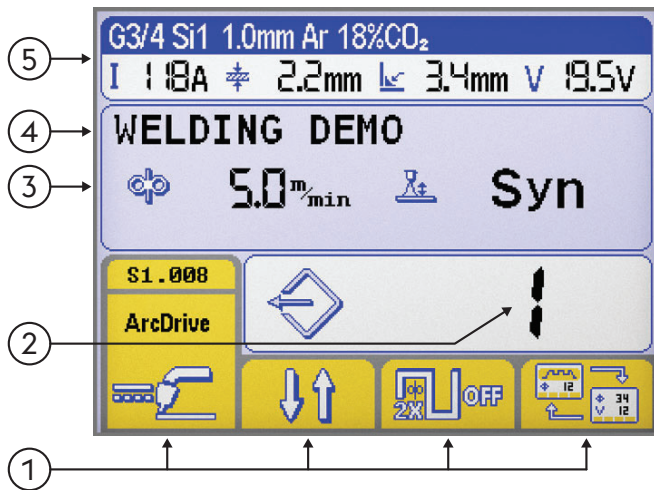 G3/4 Si1 1.0mm Ar 18%CO₂
5
I 118A 2.2mm 3.4mm V 19.5V
4
WELDING DEMO
3
5.0 m/min Syn
S1.008
1
ArcDrive
2
2X OFF 12 34 V 12
1